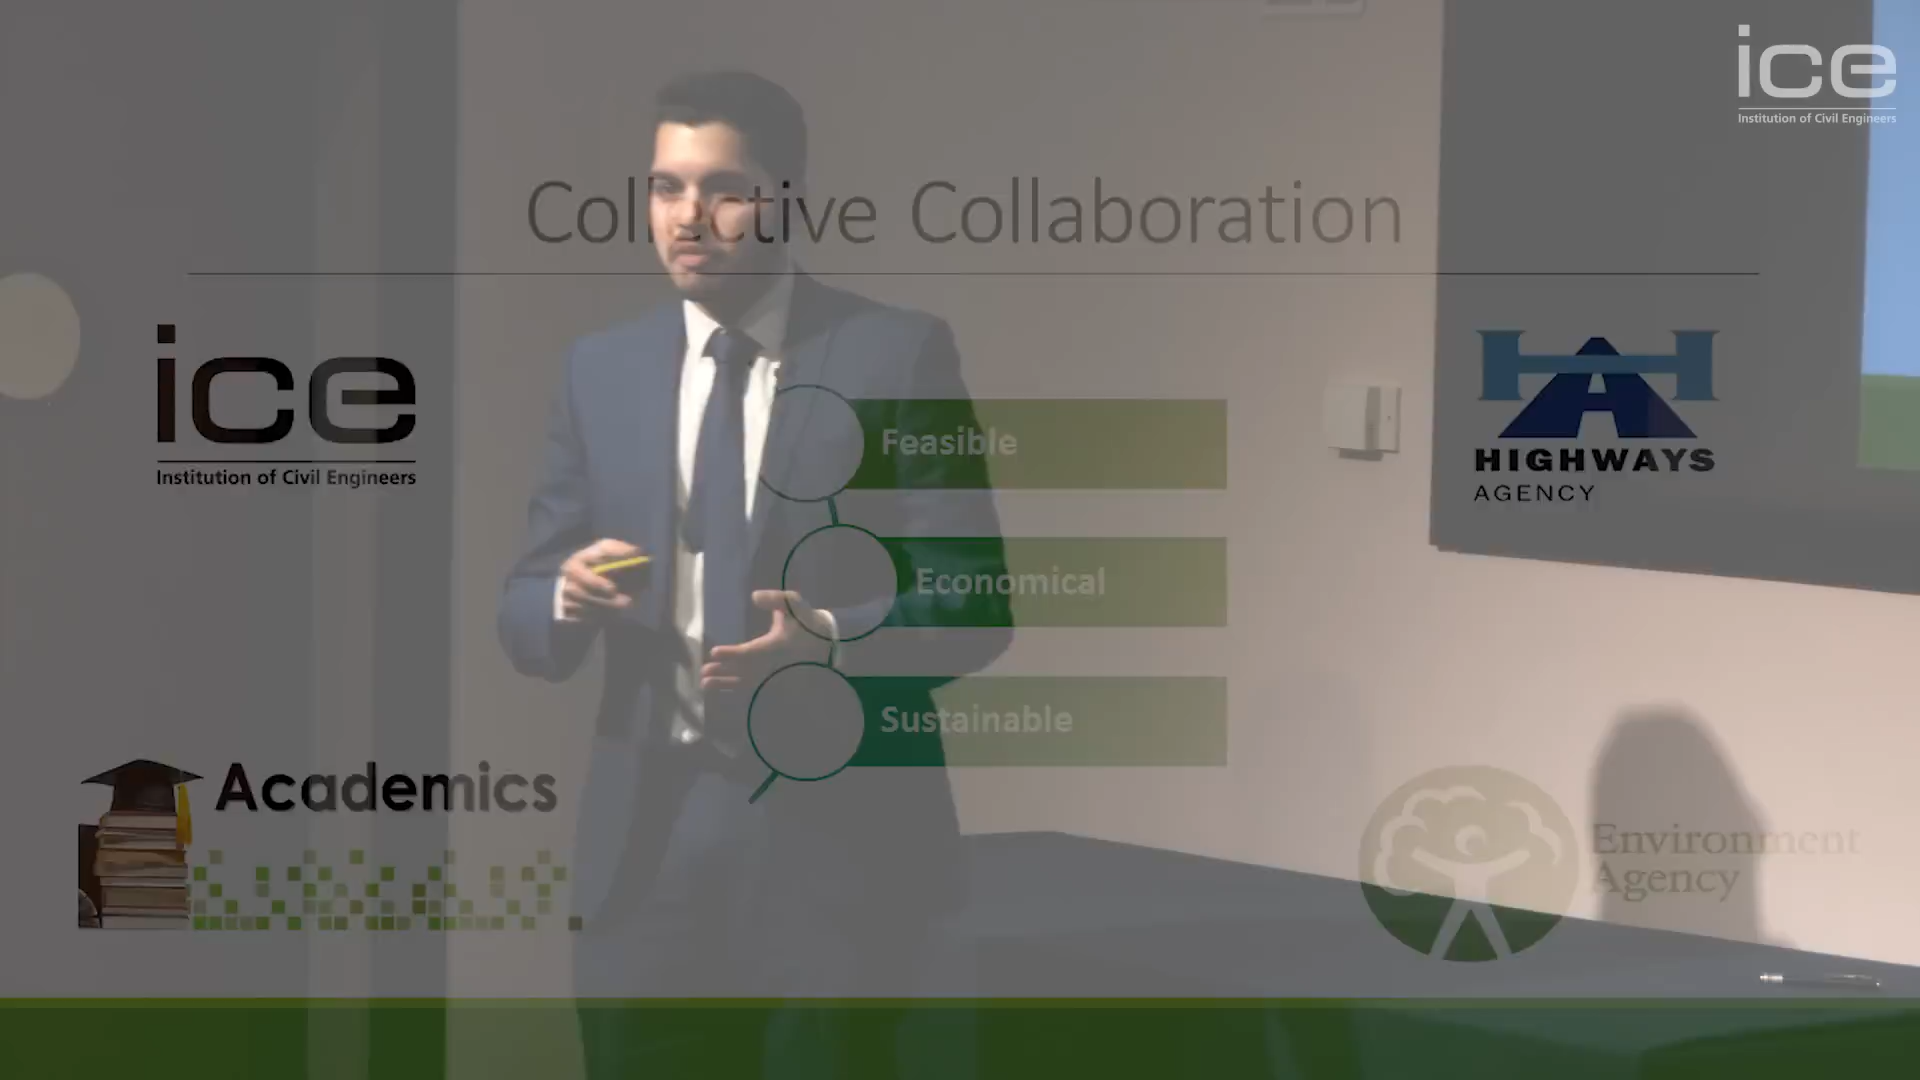 ice
Institution of Civil Engineers
Collective Collaboration
ice
Institution of Civil Engineers
HIGHWAYS
AGENCY
Feasible
Economical
Sustainable
Academics
Environment
Agency